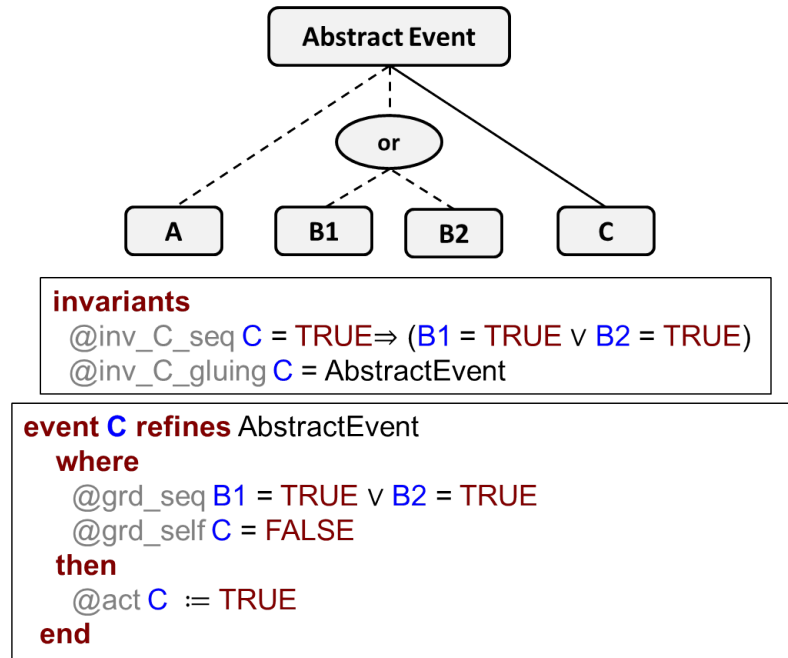 Abstract Event
or
A
B1
B2
C
invariants
@inv_C_seq C = TRUE⇒ (B1 = TRUE ∨ B2 = TRUE)
@inv_C_gluing C = AbstractEvent
event C refines AbstractEvent
where
@grd_seq B1 = TRUE ∨ B2 = TRUE
@grd_self C = FALSE
then
@act C ≔ TRUE
end